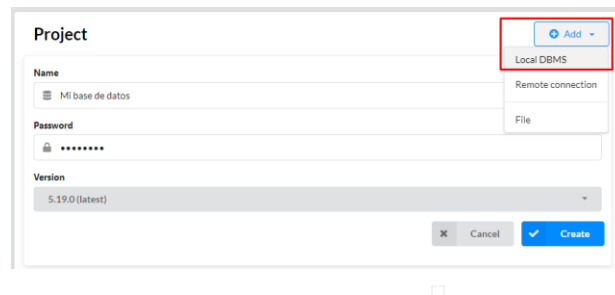 Project
Add
Local DBMS
Remote connection
File
Name
Mi base de datos
Password
••••••••
Version
5.19.0 (latest)
Cancel
Create